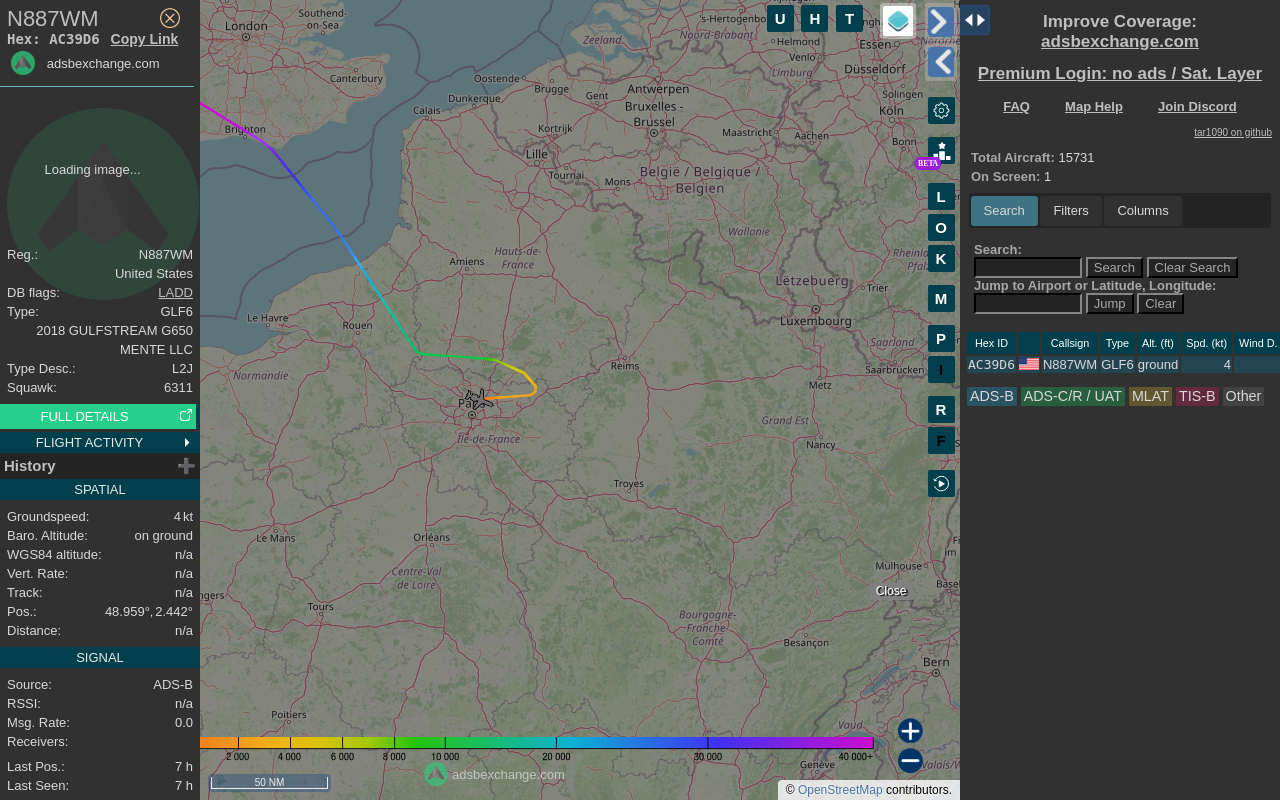 N887WM
Hex: AC39D6 Copy Link
adsbexchange.com
Loading image...
Reg.: N887WM
United States
DB flags: LADD
Type: GLF6
2018 GULFSTREAM G650
MENTE LLC
Type Desc.: L2J
Squawk: 6311
FULL DETAILS
FLIGHT ACTIVITY
History
SPATIAL
Groundspeed: 4 kt
Baro. Altitude: on ground
WGS84 altitude: n/a
Vert. Rate: n/a
Track: n/a
Pos.: 48.959°, 2.442°
Distance: n/a
SIGNAL
Source: ADS-B
RSSI: n/a
Msg. Rate: 0.0
Receivers:
Last Pos.: 7 h
Last Seen: 7 h
London
Southend-
on-Sea
Canterbury
Brighton
Calais
Dunkerque
Oostende
Brugge
Gent
Zeeland
Antwerpen
Bruxelles -
Brussel
Kortrijk
Lille
Tournai
Mons
België / Belgique /
Belgien
Maastricht
Aachen
's-Hertogenbo
Noord-Brabant
Helmond
Venlo
Limburg
Essen
Düsseldorf
Solingen
Köln
Bonn
Wallonie
Lëtzebuerg
Luxembourg
Trier
Saarland
Saarbrücken
Hauts-de-
France
Amiens
Le Havre
Rouen
Normandie
Reims
Metz
Grand Est
Nancy
Île-de-France
Troyes
Le Mans
Orléans
Centre-Val
de Loire
Tours
ngers
Poitiers
Bourgogne-
Franche-
Comté
Besançon
Mulhouse
Bern
Vaud
Genève
Close
U H T
BETA
L
O
K
M
P
I
R
F
2 000 4 000 6 000 8 000 10 000 20 000 30 000 40 000+
50 NM
adsbexchange.com
© OpenStreetMap contributors.
Improve Coverage:
adsbexchange.com
Premium Login: no ads / Sat. Layer
FAQ Map Help Join Discord
tar1090 on github
Total Aircraft: 15731
On Screen: 1
Search Filters Columns
Search:
Search Clear Search
Jump to Airport or Latitude, Longitude:
Jump Clear
Hex ID Callsign Type Alt. (ft) Spd. (kt) Wind D.
AC39D6 N887WM GLF6 ground 4
ADS-B ADS-C/R / UAT MLAT TIS-B Other